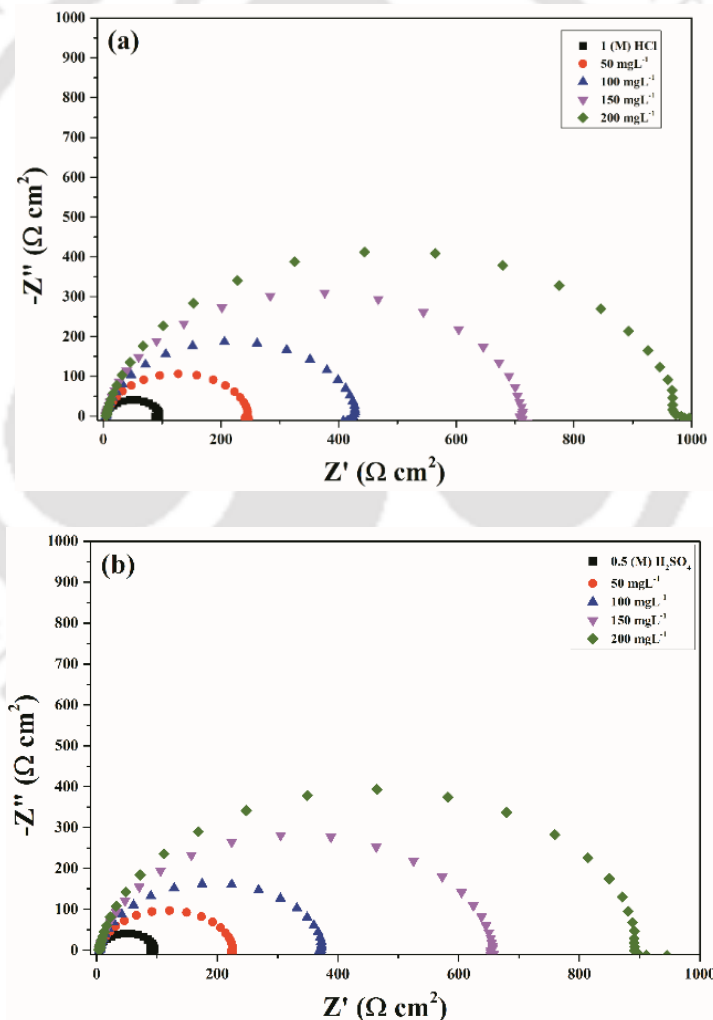 (a)
1 (M) HCl
50 mgL⁻¹
100 mgL⁻¹
150 mgL⁻¹
200 mgL⁻¹
1000
900
800
700
600
500
400
300
200
100
0
-Z'' (Ω cm²)
0 200 400 600 800 1000
Z' (Ω cm²)
(b)
0.5 (M) H₂SO₄
50 mgL⁻¹
100 mgL⁻¹
150 mgL⁻¹
200 mgL⁻¹
1000
900
800
700
600
500
400
300
200
100
0
-Z'' (Ω cm²)
0 200 400 600 800 1000
Z' (Ω cm²)